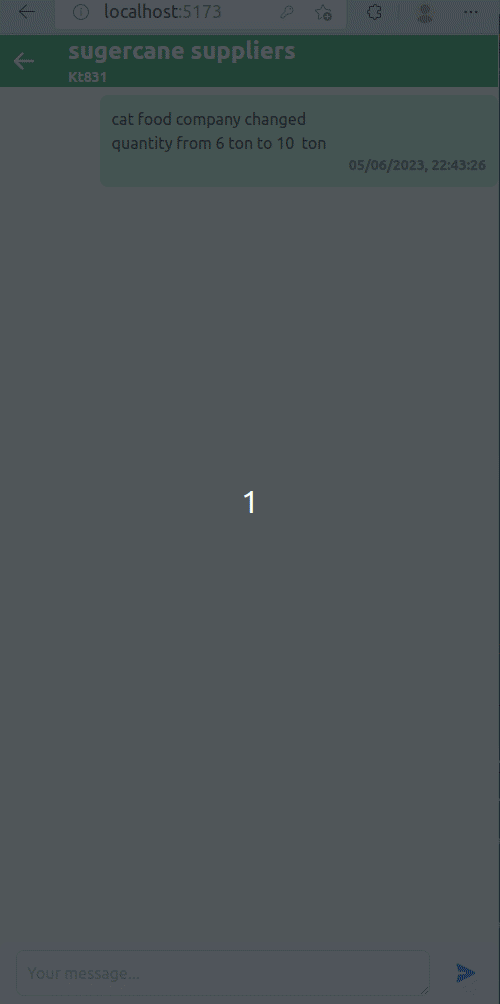 localhost:5173
sugercane suppliers
Kt831
cat food company changed
quantity from 6 ton to 10 ton
05/06/2023, 22:43:26
1
Your message...